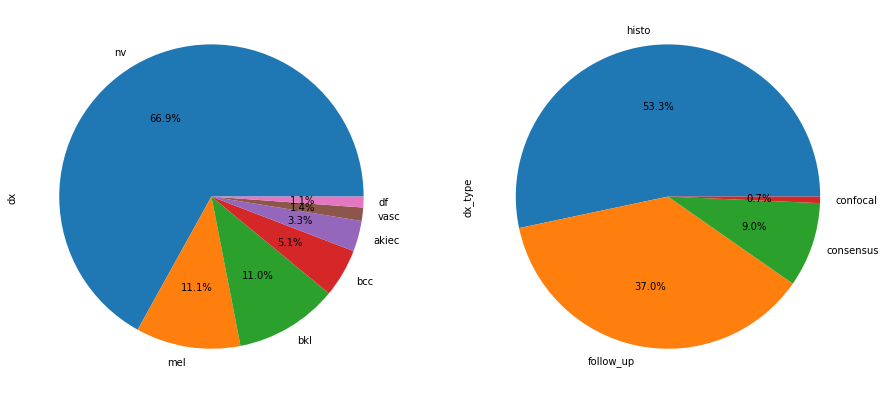 nv
66.9%
dx
1.1%
df
1.4%
vasc
3.3%
akiec
5.1%
bcc
11.0%
bkl
11.1%
mel
histo
53.3%
dx_type
0.7%
confocal
9.0%
consensus
37.0%
follow_up